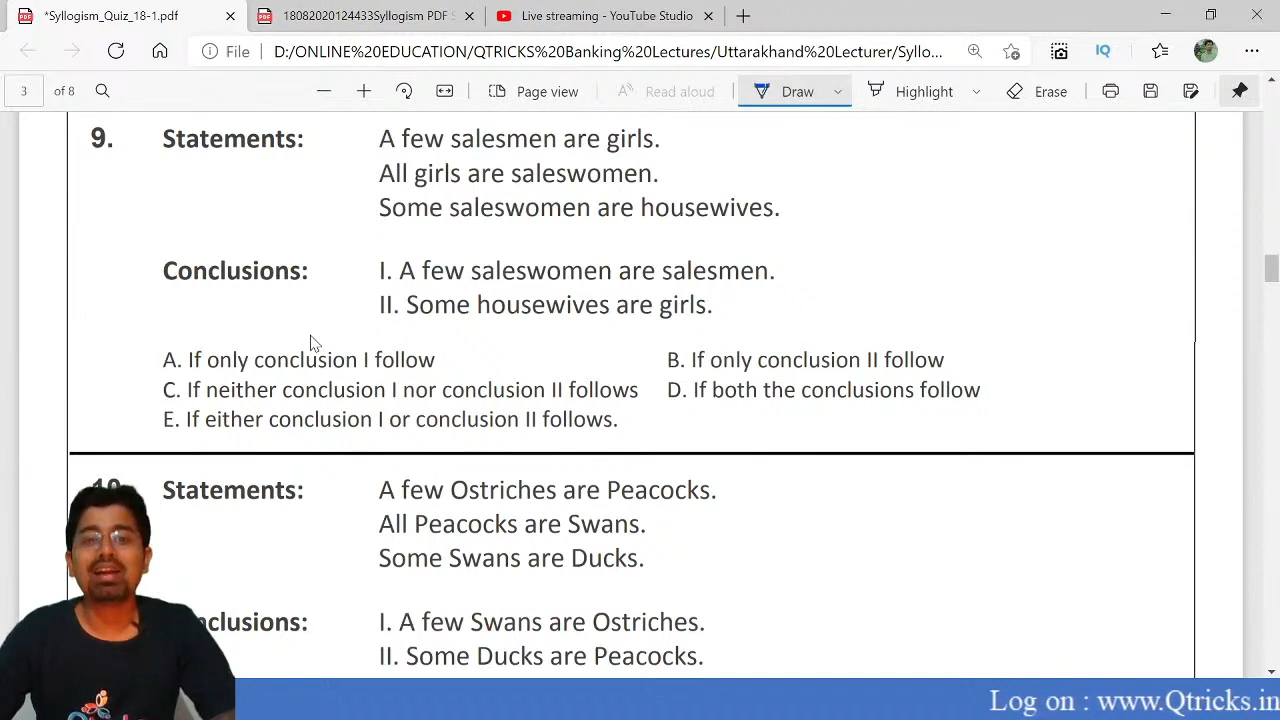 *Syllogism_Quiz_18-1.pdf
18082020124433Syllogism PDF S
Live streaming - YouTube Studio
File
D:/ONLINE%20EDUCATION/QTRICKS%20Banking%20Lectures/Uttarakhand%20Lecturer/Syllo...
IQ
3 of 8
Page view
Read aloud
Draw
Highlight
Erase
9. Statements: A few salesmen are girls.
All girls are saleswomen.
Some saleswomen are housewives.
Conclusions: I. A few saleswomen are salesmen.
II. Some housewives are girls.
A. If only conclusion I follow B. If only conclusion II follow
C. If neither conclusion I nor conclusion II follows D. If both the conclusions follow
E. If either conclusion I or conclusion II follows.
Statements: A few Ostriches are Peacocks.
All Peacocks are Swans.
Some Swans are Ducks.
nclusions: I. A few Swans are Ostriches.
II. Some Ducks are Peacocks.
Log on : www.Qtricks.in